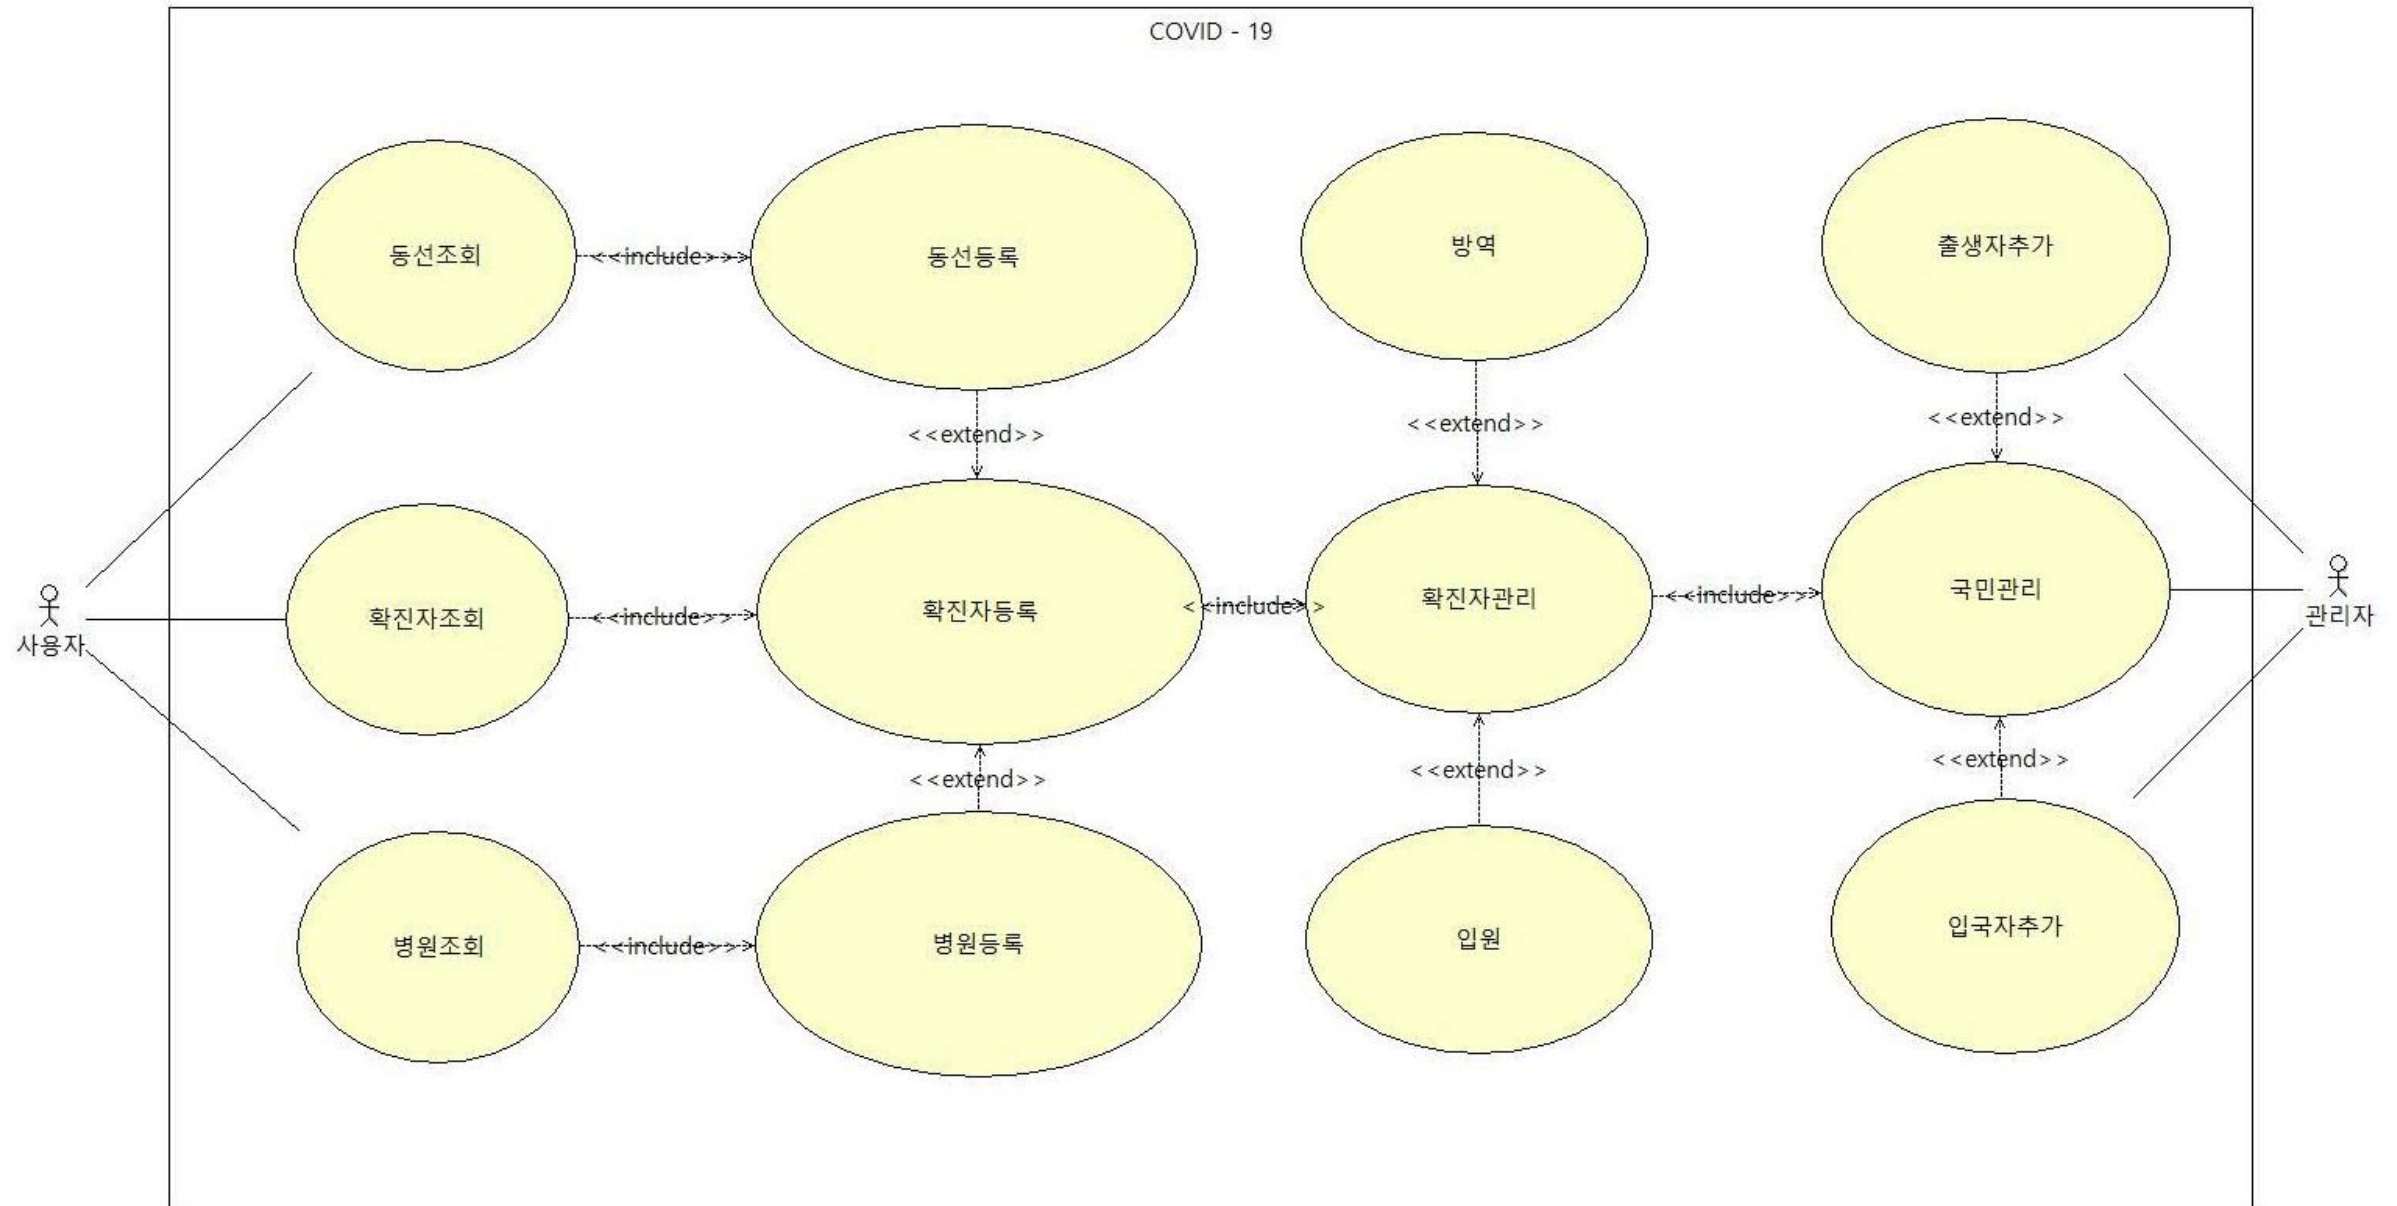 COVID - 19
동선조회
<<include>>
동선등록
방역
출생자추가
<<extend>>
<<extend>>
<<extend>>
사용자
확진자조회
<<include>>
확진자등록
<<include>>
확진자관리
<<include>>
국민관리
관리자
<<extend>>
<<extend>>
<<extend>>
병원조회
<<include>>
병원등록
입원
입국자추가